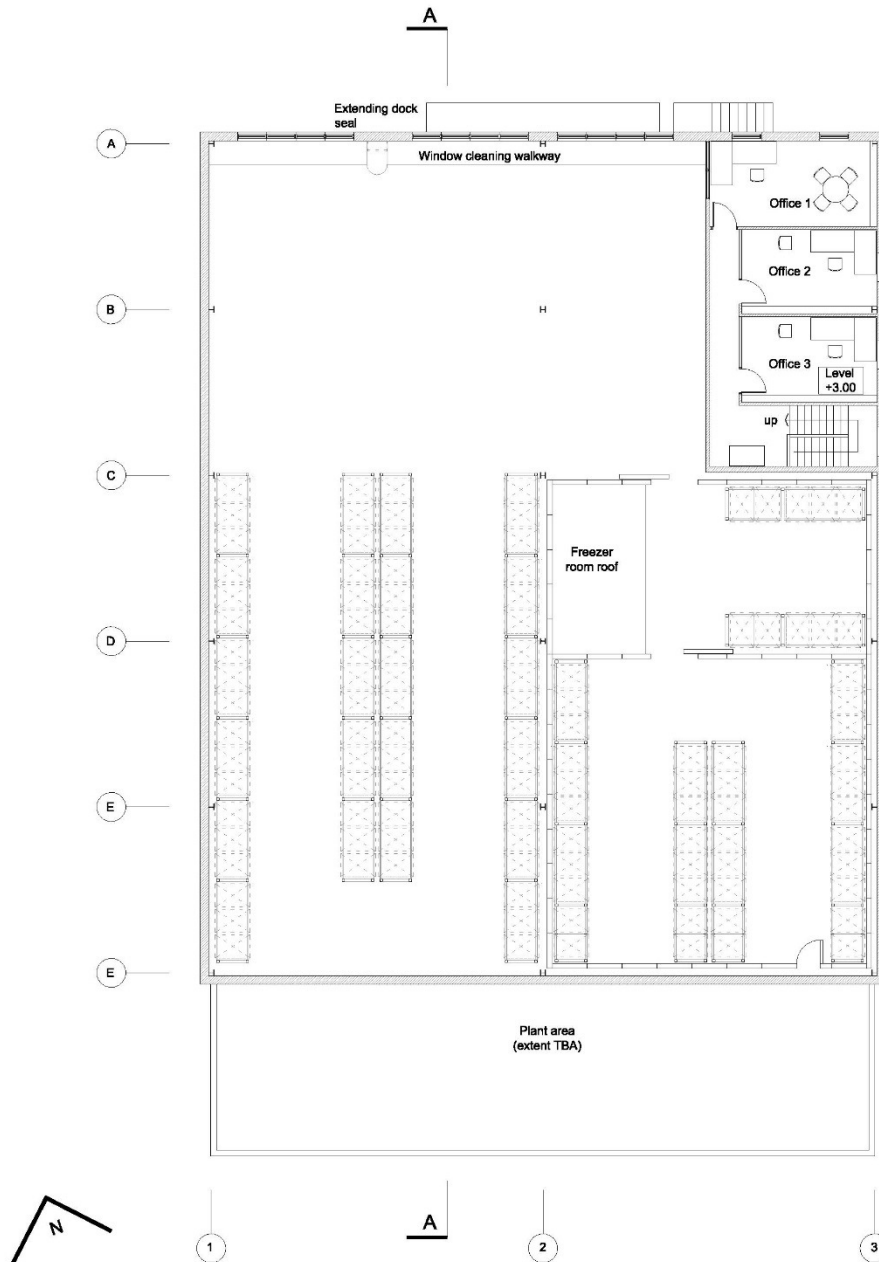 A
Extending dock
seal
A
Window cleaning walkway
Office 1
Office 2
B
Office 3
Level
+3.00
up
C
Freezer
room roof
D
E
E
Plant area
(extent TBA)
N
A
1
2
3